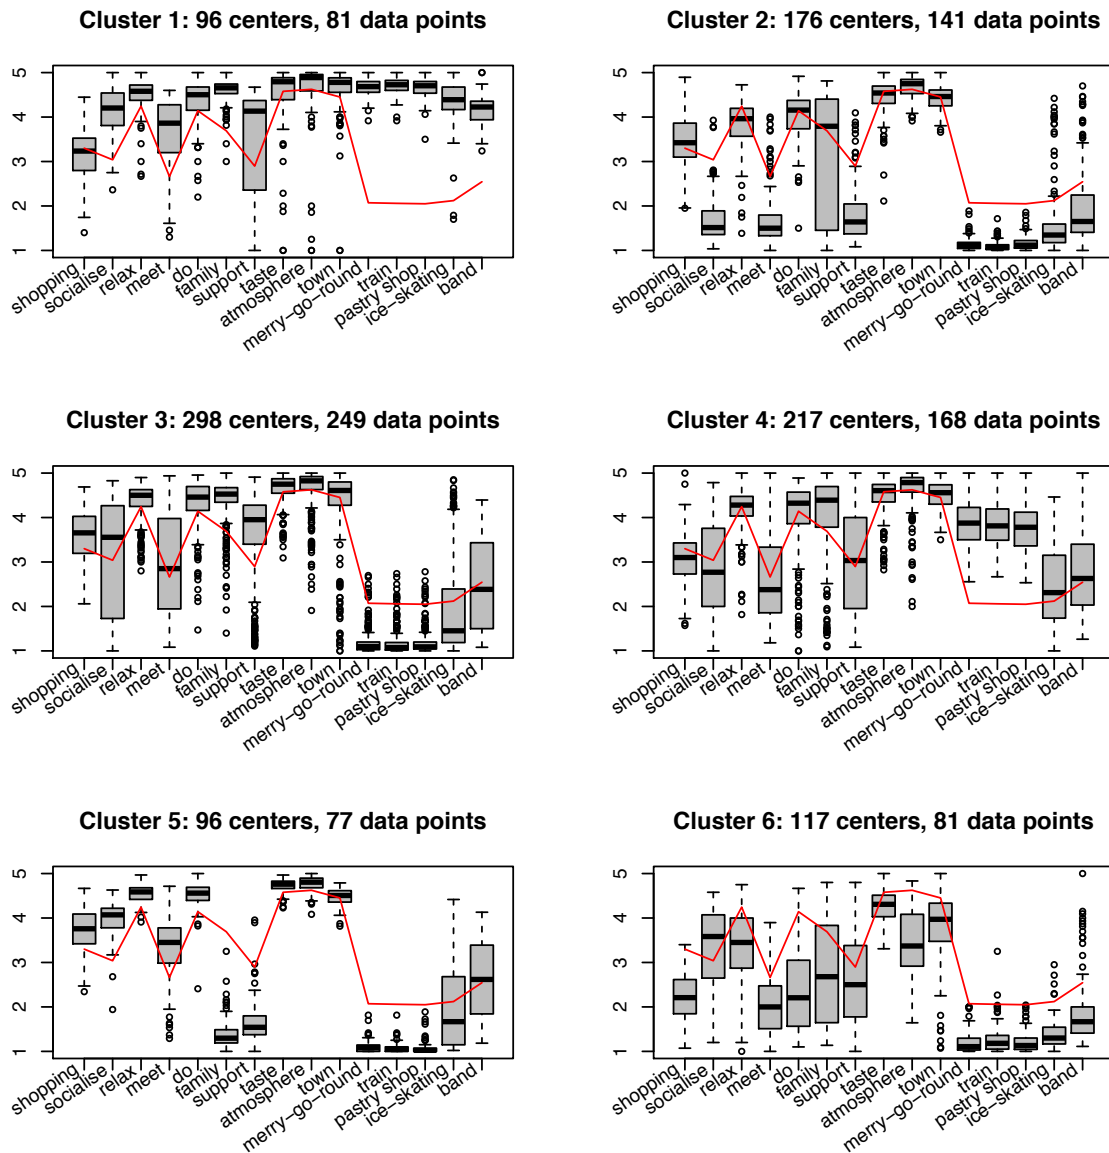 Cluster 1: 96 centers, 81 data points
5
4
3
2
1
shopping
socialise
relax
meet
do
family
support
taste
atmosphere
town
merry−go−round
train
pastry shop
ice−skating
band
Cluster 2: 176 centers, 141 data points
5
4
3
2
1
shopping
socialise
relax
meet
do
family
support
taste
atmosphere
town
merry−go−round
train
pastry shop
ice−skating
band
Cluster 3: 298 centers, 249 data points
5
4
3
2
1
shopping
socialise
relax
meet
do
family
support
taste
atmosphere
town
merry−go−round
train
pastry shop
ice−skating
band
Cluster 4: 217 centers, 168 data points
5
4
3
2
1
shopping
socialise
relax
meet
do
family
support
taste
atmosphere
town
merry−go−round
train
pastry shop
ice−skating
band
Cluster 5: 96 centers, 77 data points
5
4
3
2
1
shopping
socialise
relax
meet
do
family
support
taste
atmosphere
town
merry−go−round
train
pastry shop
ice−skating
band
Cluster 6: 117 centers, 81 data points
5
4
3
2
1
shopping
socialise
relax
meet
do
family
support
taste
atmosphere
town
merry−go−round
train
pastry shop
ice−skating
band